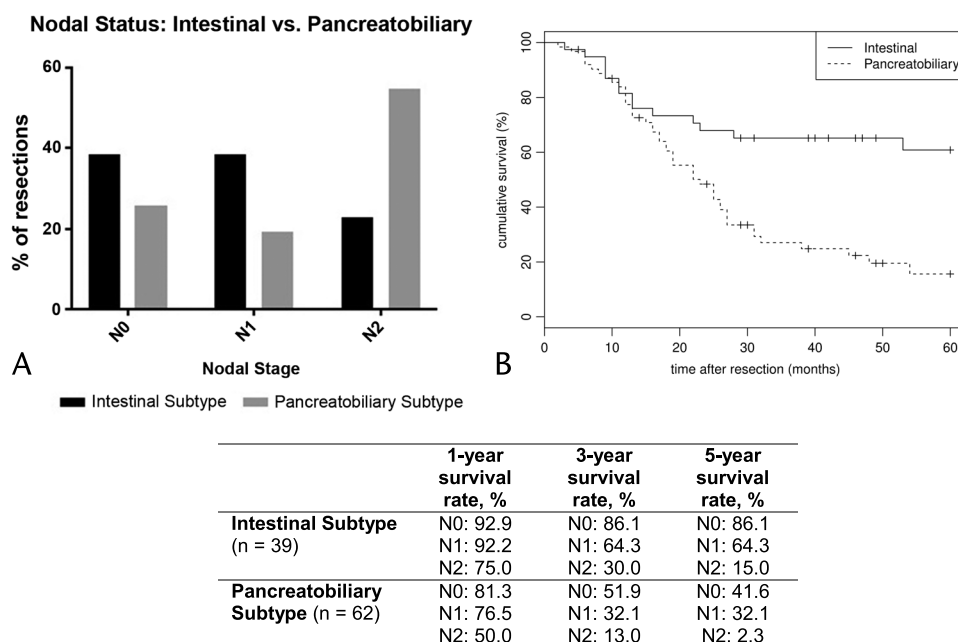 Nodal Status: Intestinal vs. Pancreatobiliary
60
40
20
0
% of resections
N0
N1
N2
Nodal Stage
A
Intestinal Subtype
Pancreatobiliary Subtype
100
80
60
40
20
0
cumulative survival (%)
Intestinal
Pancreatobiliary
0 10 20 30 40 50 60
time after resection (months)
B
1-year survival rate, % 3-year survival rate, % 5-year survival rate, %
Intestinal Subtype N0: 92.9 N0: 86.1 N0: 86.1
(n = 39) N1: 92.2 N1: 64.3 N1: 64.3
N2: 75.0 N2: 30.0 N2: 15.0
Pancreatobiliary N0: 81.3 N0: 51.9 N0: 41.6
Subtype (n = 62) N1: 76.5 N1: 32.1 N1: 32.1
N2: 50.0 N2: 13.0 N2: 2.3